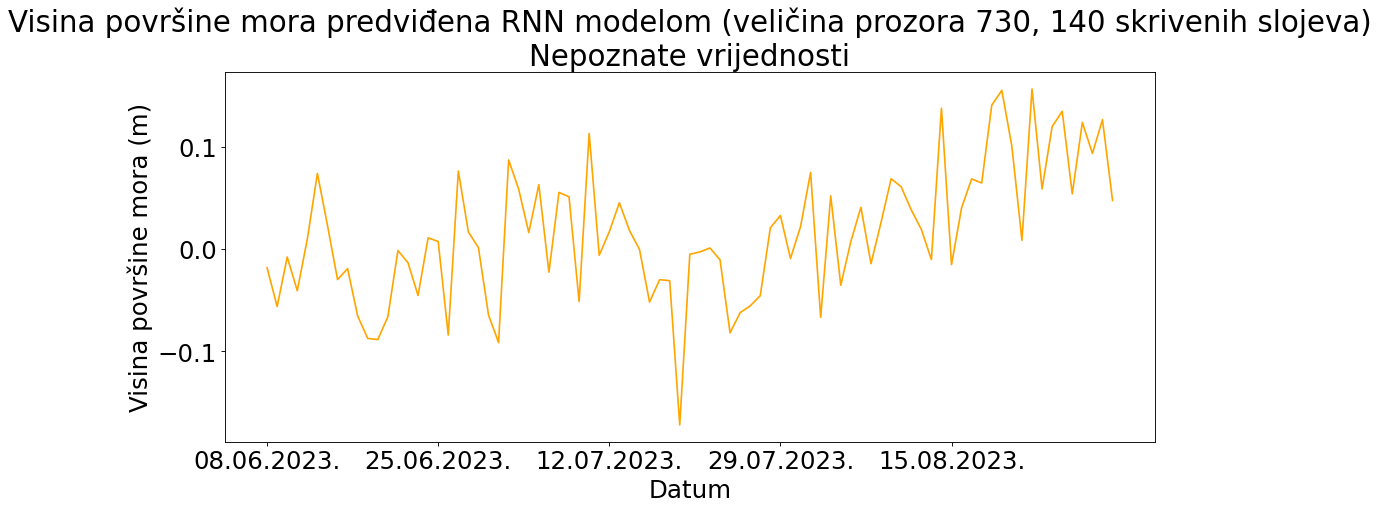 Visina površine mora predviđena RNN modelom (veličina prozora 730, 140 skrivenih slojeva)
Nepoznate vrijednosti
Visina površine mora (m)
0.1
0.0
−0.1
08.06.2023. 25.06.2023. 12.07.2023. 29.07.2023. 15.08.2023.
Datum